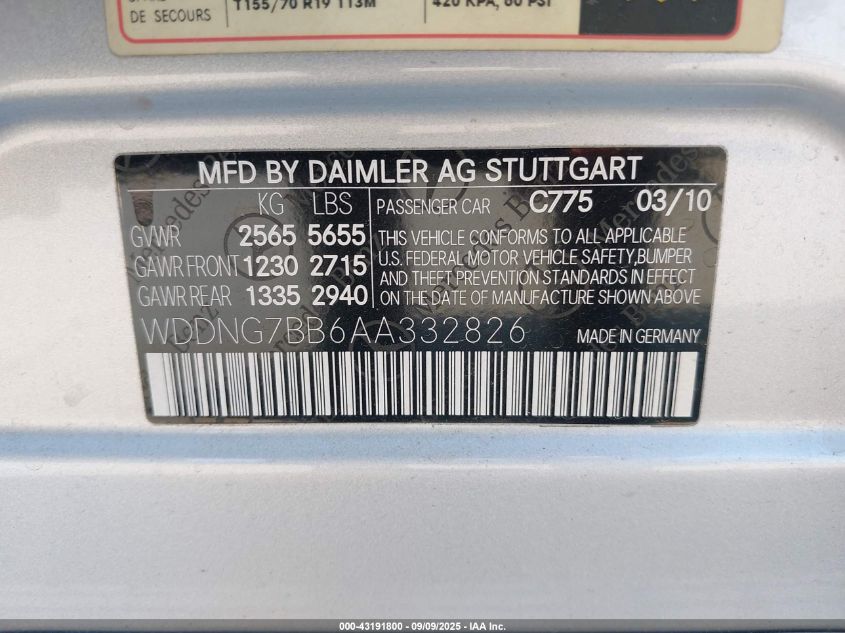 DE SECOURS T155/70 R19 113M 420 KPA, 60 PSI
MFD BY DAIMLER AG STUTTGART
KG LBS PASSENGER CAR C775 03/10
GVWR 2565 5655 THIS VEHICLE CONFORMS TO ALL APPLICABLE
GAWR FRONT 1230 2715 U.S. FEDERAL MOTOR VEHICLE SAFETY,BUMPER
AND THEFT PREVENTION STANDARDS IN EFFECT
GAWR REAR 1335 2940 ON THE DATE OF MANUFACTURE SHOWN ABOVE
WDDNG7BB6AA332826
Mercedes Benz
000-43191800 - 09/09/2025 - IAA Inc.